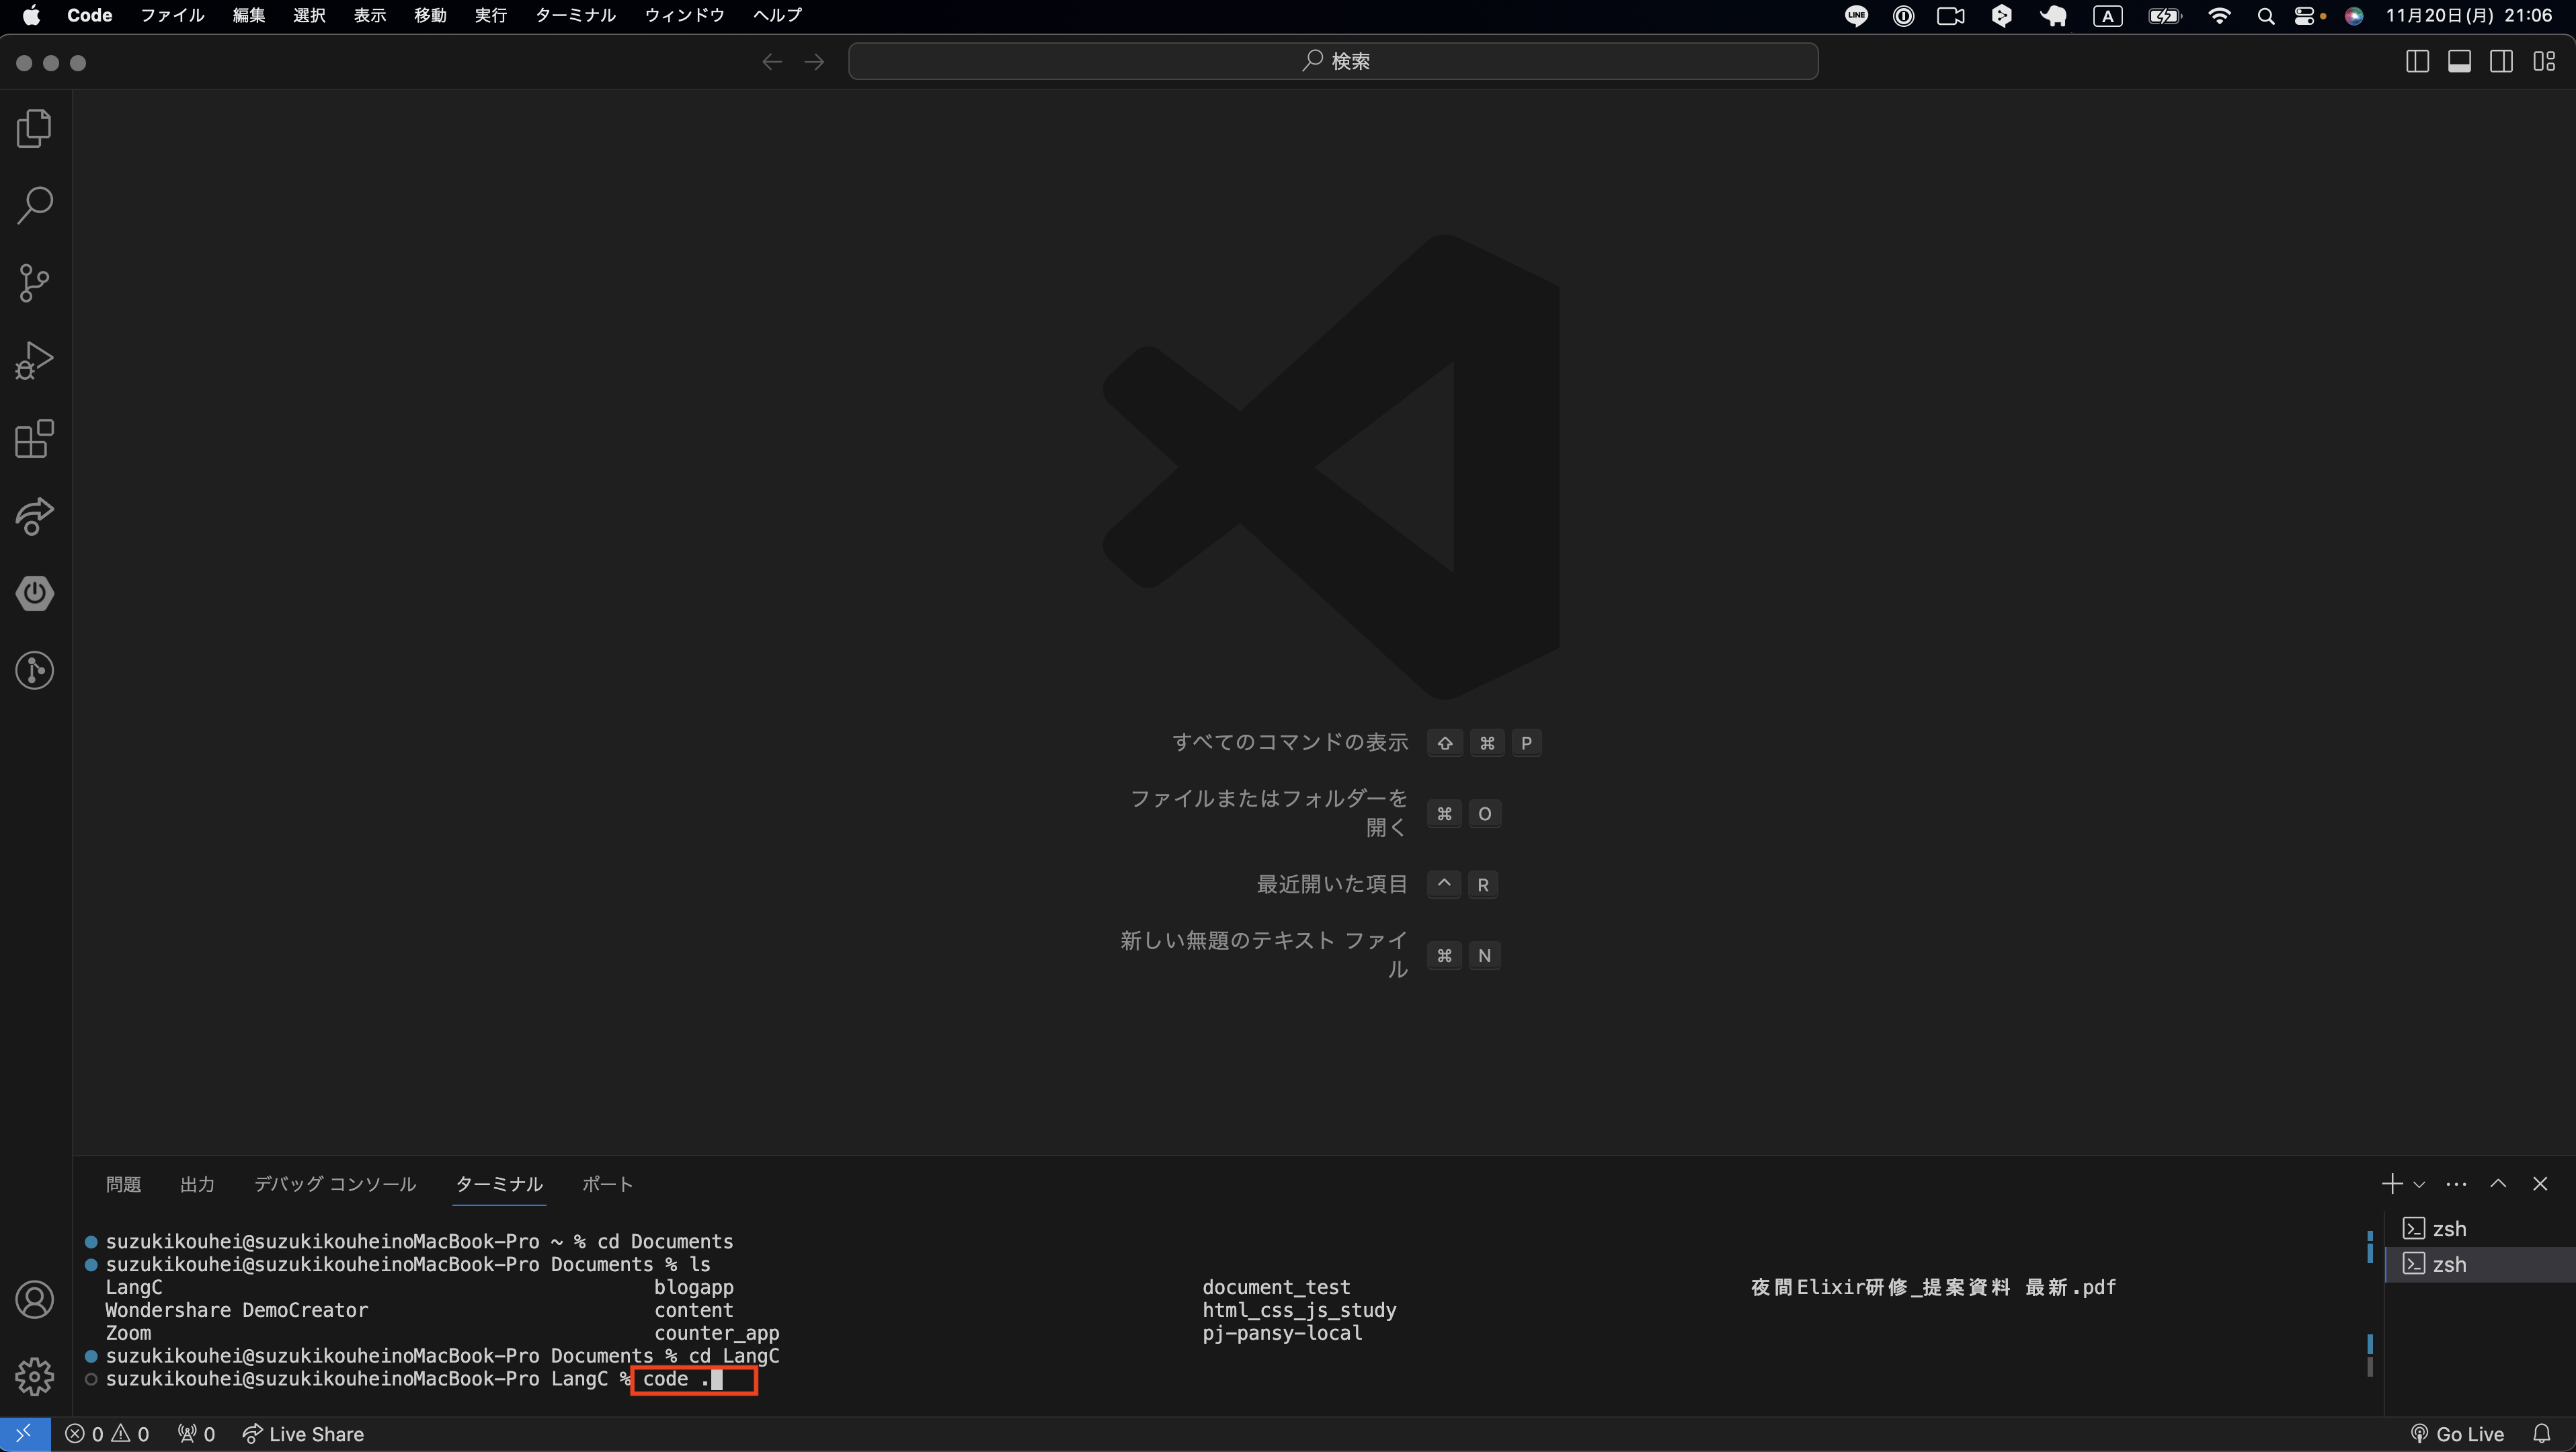 Code ファイル 編集 選択 表示 移動 実行 ターミナル ウィンドウ ヘルプ LINE A 11月20日(月) 21:06
検索
すべてのコマンドの表示 ⇧ ⌘ P
ファイルまたはフォルダーを
開く ⌘ O
最近開いた項目 ^ R
新しい無題のテキスト ファイ
ル ⌘ N
問題 出力 デバッグ コンソール ターミナル ポート
suzukikouhei@suzukikouheinoMacBook-Pro ~ % cd Documents
suzukikouhei@suzukikouheinoMacBook-Pro Documents % ls
LangC blogapp document_test 夜間Elixir研修_提案資料 最新.pdf
Wondershare DemoCreator content html_css_js_study
Zoom counter_app pj-pansy-local
suzukikouhei@suzukikouheinoMacBook-Pro Documents % cd LangC
suzukikouhei@suzukikouheinoMacBook-Pro LangC % code .
zsh
zsh
0 0 0 Live Share Go Live